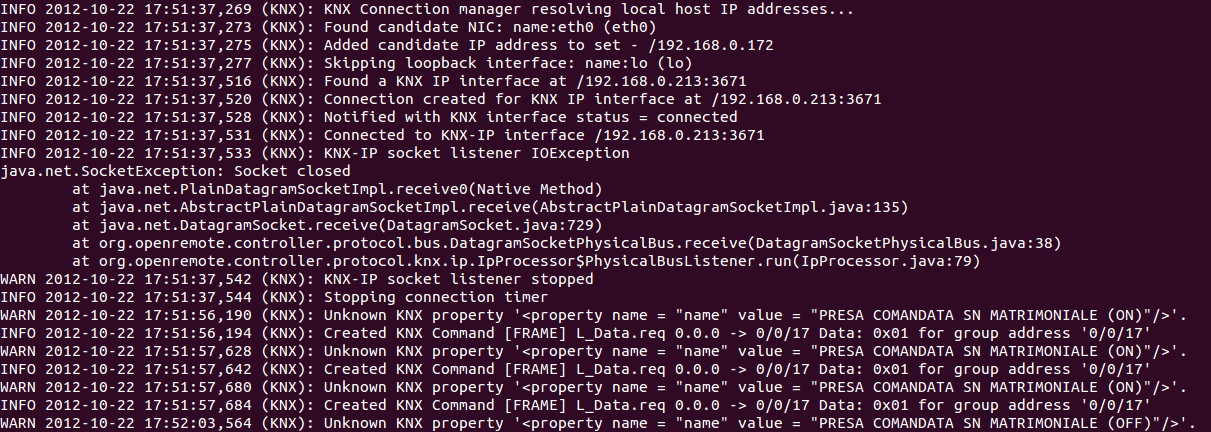 INFO 2012-10-22 17:51:37,269 (KNX): KNX Connection manager resolving local host IP addresses...
INFO 2012-10-22 17:51:37,273 (KNX): Found candidate NIC: name:eth0 (eth0)
INFO 2012-10-22 17:51:37,275 (KNX): Added candidate IP address to set - /192.168.0.172
INFO 2012-10-22 17:51:37,277 (KNX): Skipping loopback interface: name:lo (lo)
INFO 2012-10-22 17:51:37,516 (KNX): Found a KNX IP interface at /192.168.0.213:3671
INFO 2012-10-22 17:51:37,520 (KNX): Connection created for KNX IP interface at /192.168.0.213:3671
INFO 2012-10-22 17:51:37,528 (KNX): Notified with KNX interface status = connected
INFO 2012-10-22 17:51:37,531 (KNX): Connected to KNX-IP interface /192.168.0.213:3671
INFO 2012-10-22 17:51:37,533 (KNX): KNX-IP socket listener IOException
java.net.SocketException: Socket closed
        at java.net.PlainDatagramSocketImpl.receive0(Native Method)
        at java.net.AbstractPlainDatagramSocketImpl.receive(AbstractPlainDatagramSocketImpl.java:135)
        at java.net.DatagramSocket.receive(DatagramSocket.java:729)
        at org.openremote.controller.protocol.bus.DatagramSocketPhysicalBus.receive(DatagramSocketPhysicalBus.java:38)
        at org.openremote.controller.protocol.knx.ip.IpProcessor$PhysicalBusListener.run(IpProcessor.java:79)
WARN 2012-10-22 17:51:37,542 (KNX): KNX-IP socket listener stopped
INFO 2012-10-22 17:51:37,544 (KNX): Stopping connection timer
WARN 2012-10-22 17:51:56,190 (KNX): Unknown KNX property '<property name = "name" value = "PRESA COMANDATA SN MATRIMONIALE (ON)"/>'.
INFO 2012-10-22 17:51:56,194 (KNX): Created KNX Command [FRAME] L_Data.req 0.0.0 -> 0/0/17 Data: 0x01 for group address '0/0/17'
WARN 2012-10-22 17:51:57,628 (KNX): Unknown KNX property '<property name = "name" value = "PRESA COMANDATA SN MATRIMONIALE (ON)"/>'.
INFO 2012-10-22 17:51:57,642 (KNX): Created KNX Command [FRAME] L_Data.req 0.0.0 -> 0/0/17 Data: 0x01 for group address '0/0/17'
WARN 2012-10-22 17:51:57,680 (KNX): Unknown KNX property '<property name = "name" value = "PRESA COMANDATA SN MATRIMONIALE (ON)"/>'.
INFO 2012-10-22 17:51:57,684 (KNX): Created KNX Command [FRAME] L_Data.req 0.0.0 -> 0/0/17 Data: 0x01 for group address '0/0/17'
WARN 2012-10-22 17:52:03,564 (KNX): Unknown KNX property '<property name = "name" value = "PRESA COMANDATA SN MATRIMONIALE (OFF)"/>'.